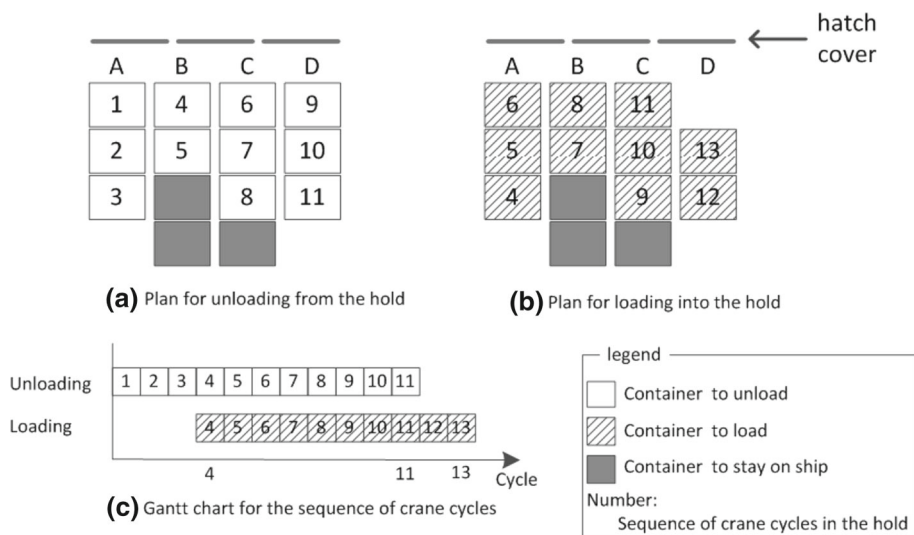 hatch
cover
A B C D
1 4 6 9
2 5 7 10
3 8 11
(a) Plan for unloading from the hold
A B C D
6 8 11
5 7 10 13
4 9 12
(b) Plan for loading into the hold
Unloading 1 2 3 4 5 6 7 8 9 10 11
Loading 4 5 6 7 8 9 10 11 12 13
4 11 13
Cycle
(c) Gantt chart for the sequence of crane cycles
legend
Container to unload
Container to load
Container to stay on ship
Number:
Sequence of crane cycles in the hold